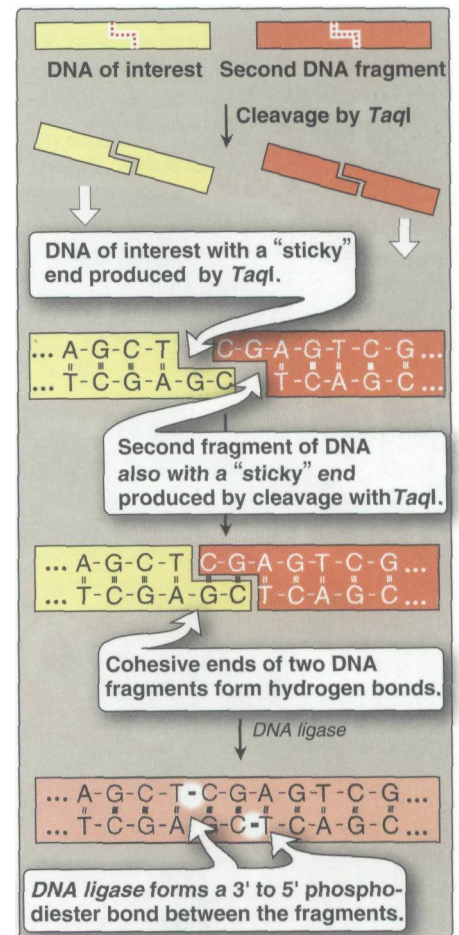 DNA of interest Second DNA fragment
Cleavage by TaqI
DNA of interest with a “sticky”
end produced by TaqI.
... A-G-C-T C-G-A-G-T-C-G...
... T-C-G-A-G-C T-C-A-G-C...
Second fragment of DNA
also with a “sticky” end
produced by cleavage with TaqI.
... A-G-C-T C-G-A-G-T-C-G...
... T-C-G-A-G-C T-C-A-G-C...
Cohesive ends of two DNA
fragments form hydrogen bonds.
DNA ligase
... A-G-C-T-C-G-A-G-T-C-G...
... T-C-G-A-G-C-T-C-A-G-C...
DNA ligase forms a 3' to 5' phospho-
diester bond between the fragments.